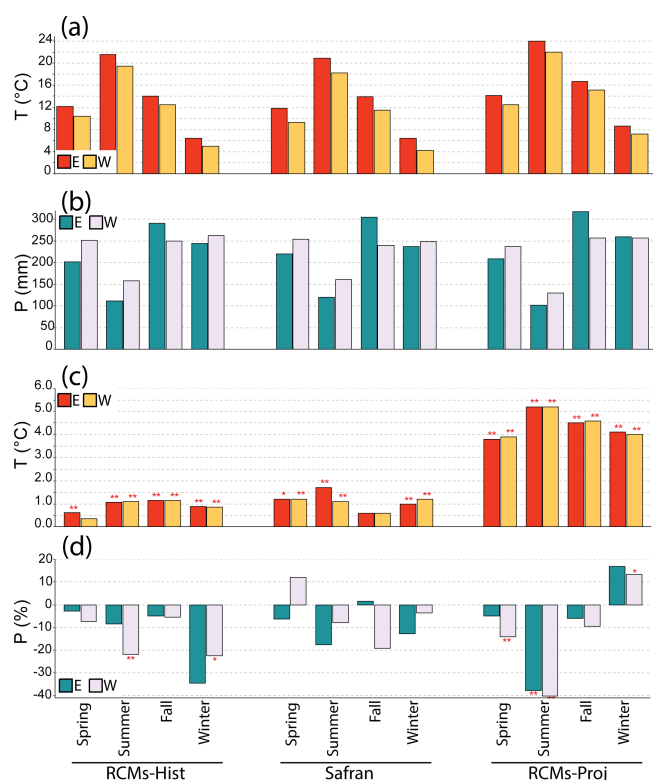 (a)
T (°C)
24
20
16
12
8
4
0
E W
(b)
P (mm)
300
250
200
150
100
50
0
E W
(c)
T (°C)
6.0
5.0
4.0
3.0
2.0
1.0
0.0
E W
** ** ** ** ** ** ** * ** ** ** ** ** ** ** ** ** ** ** ** **
(d)
P (%)
20
10
0
-10
-20
-30
-40
E W
** * ** ** ** *
Spring Summer Fall Winter Spring Summer Fall Winter Spring Summer Fall Winter
RCMs-Hist Safran RCMs-Proj